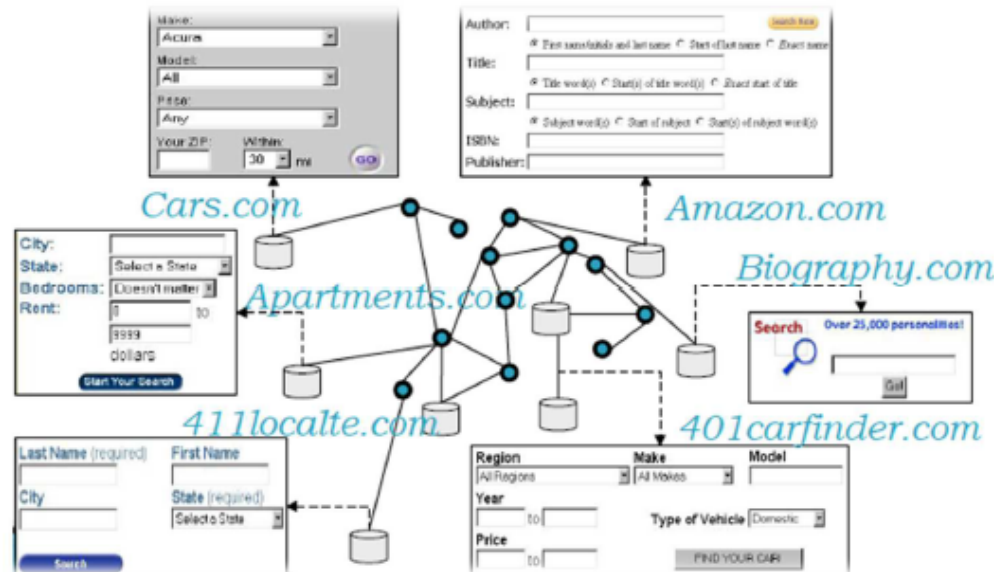 Make:
Acura
Model:
All
Price:
Any
Your ZIP: Within:
30 mi GO
Author: Search Now
First name/initials and last name Start of last name Exact name
Title:
Title word(s) Start(s) of title word(s) Exact start of title
Subject:
Subject word(s) Start of subject Start(s) of subject word(s)
ISBN:
Publisher:
Cars.com
Amazon.com
City:
State: Select a State
Bedrooms: Doesn't matter
Rent: 0 to
9999
dollars
Start Your Search
Apartments.com
Biography.com
Search Over 25,000 personalities!
Go!
411localte.com
401carfinder.com
Last Name (required) First Name
City State (required)
Select a State
Search
Region Make Model
All Regions All Makes
Year
to Type of Vehicle Domestic
Price
to FIND YOUR CAR!